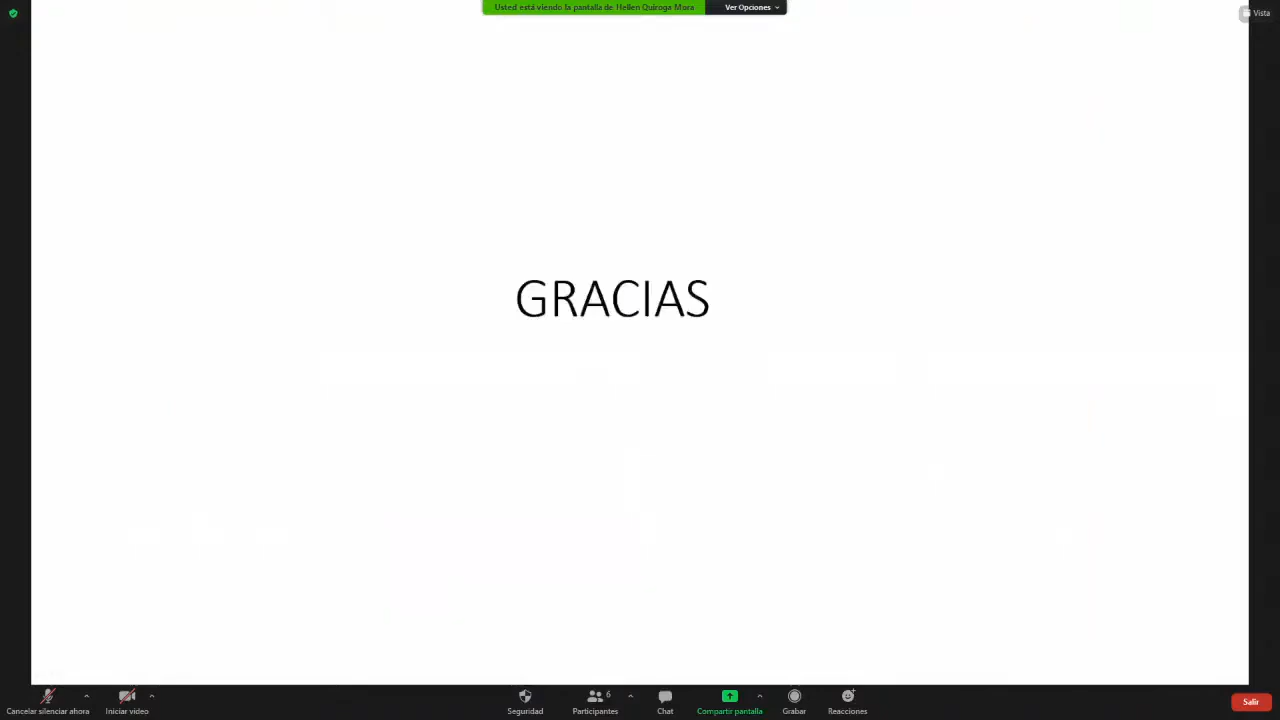 Usted está viendo la pantalla de Hellen Quiroga Mora
Ver Opciones
Vista
GRACIAS
Cancelar silenciar ahora
Iniciar video
Seguridad
6
Participantes
Chat
Compartir pantalla
Grabar
Reacciones
Salir